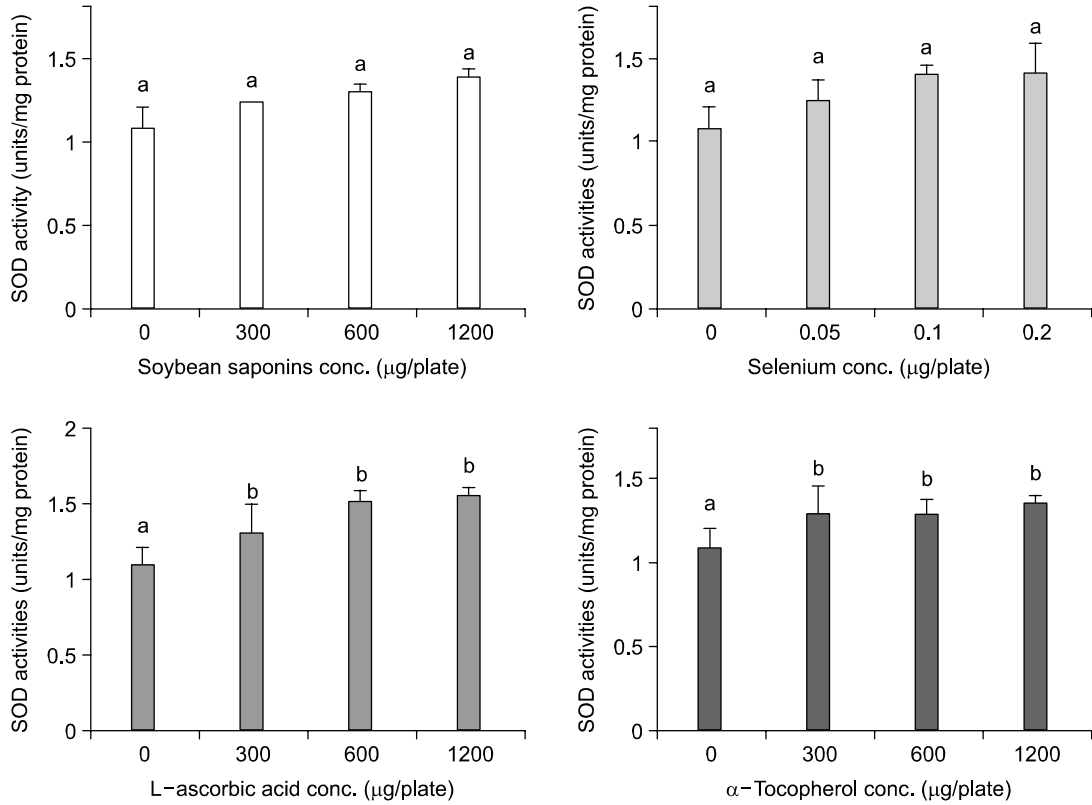 SOD activity (units/mg protein)
1.5
1
0.5
0
a a a a
0 300 600 1200
Soybean saponins conc. (μg/plate)
SOD activities (units/mg protein)
1.5
1
0.5
0
a a a a
0 0.05 0.1 0.2
Selenium conc. (μg/plate)
SOD activities (units/mg protein)
2
1.5
1
0.5
0
a b b b
0 300 600 1200
L-ascorbic acid conc. (μg/plate)
SOD activities (units/mg protein)
1.5
1
0.5
0
a b b b
0 300 600 1200
α-Tocopherol conc. (μg/plate)